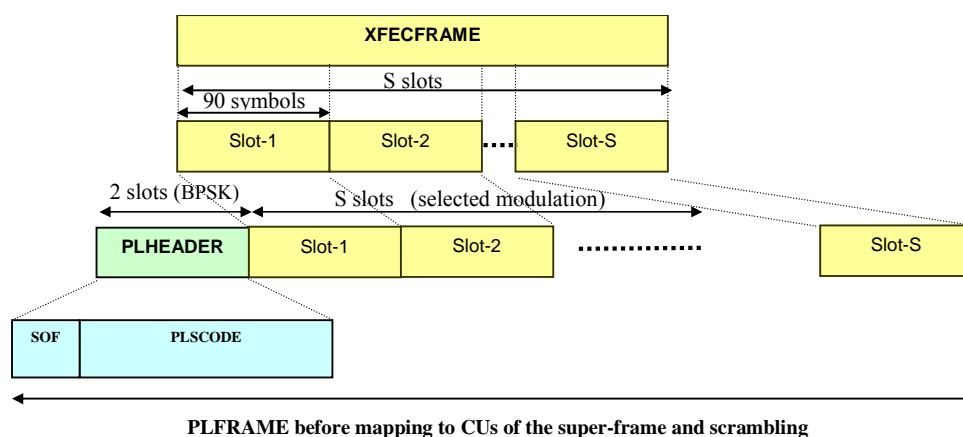 XFECFRAME
S slots
90 symbols
Slot-1 Slot-2 Slot-S
2 slots (BPSK) S slots (selected modulation)
PLHEADER Slot-1 Slot-2 Slot-S
SOF PLSCODE
PLFRAME before mapping to CUs of the super-frame and scrambling